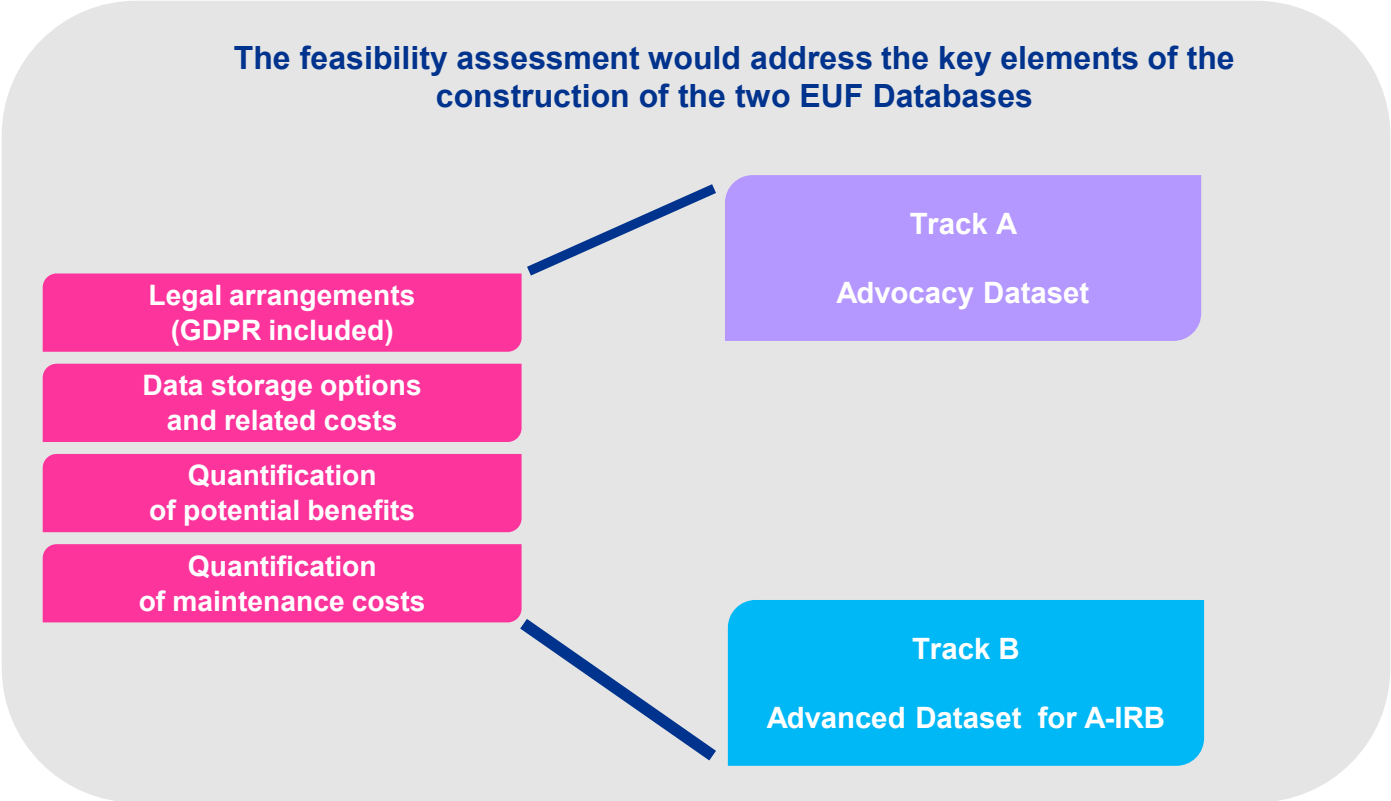 The feasibility assessment would address the key elements of the
construction of the two EUF Databases
Legal arrangements
(GDPR included)
Data storage options
and related costs
Quantification
of potential benefits
Quantification
of maintenance costs
Track A
Advocacy Dataset
Track B
Advanced Dataset for A-IRB